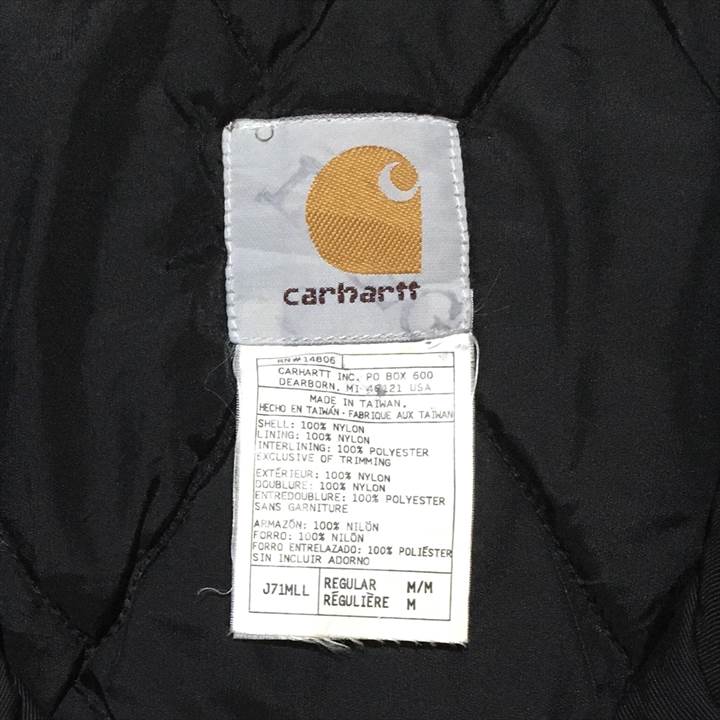 carhartt
RN# 14806
CARHARTT INC. PO BOX 600
DEARBORN, MI 48121 USA
MADE IN TAIWAN.
HECHO EN TAIWÁN · FABRIQUE AUX TAÏWAN
SHELL: 100% NYLON
LINING: 100% NYLON
INTERLINING: 100% POLYESTER
EXCLUSIVE OF TRIMMING
EXTÉRIEUR: 100% NYLON
DOUBLURE: 100% NYLON
ENTREDOUBLURE: 100% POLYESTER
SANS GARNITURE
ARMAZÓN: 100% NILÓN
FORRO: 100% NILÓN
FORRO ENTRELAZADO: 100% POLIÉSTER
SIN INCLUIR ADORNO
J71MLL REGULAR M/M
RÉGULIÈRE M